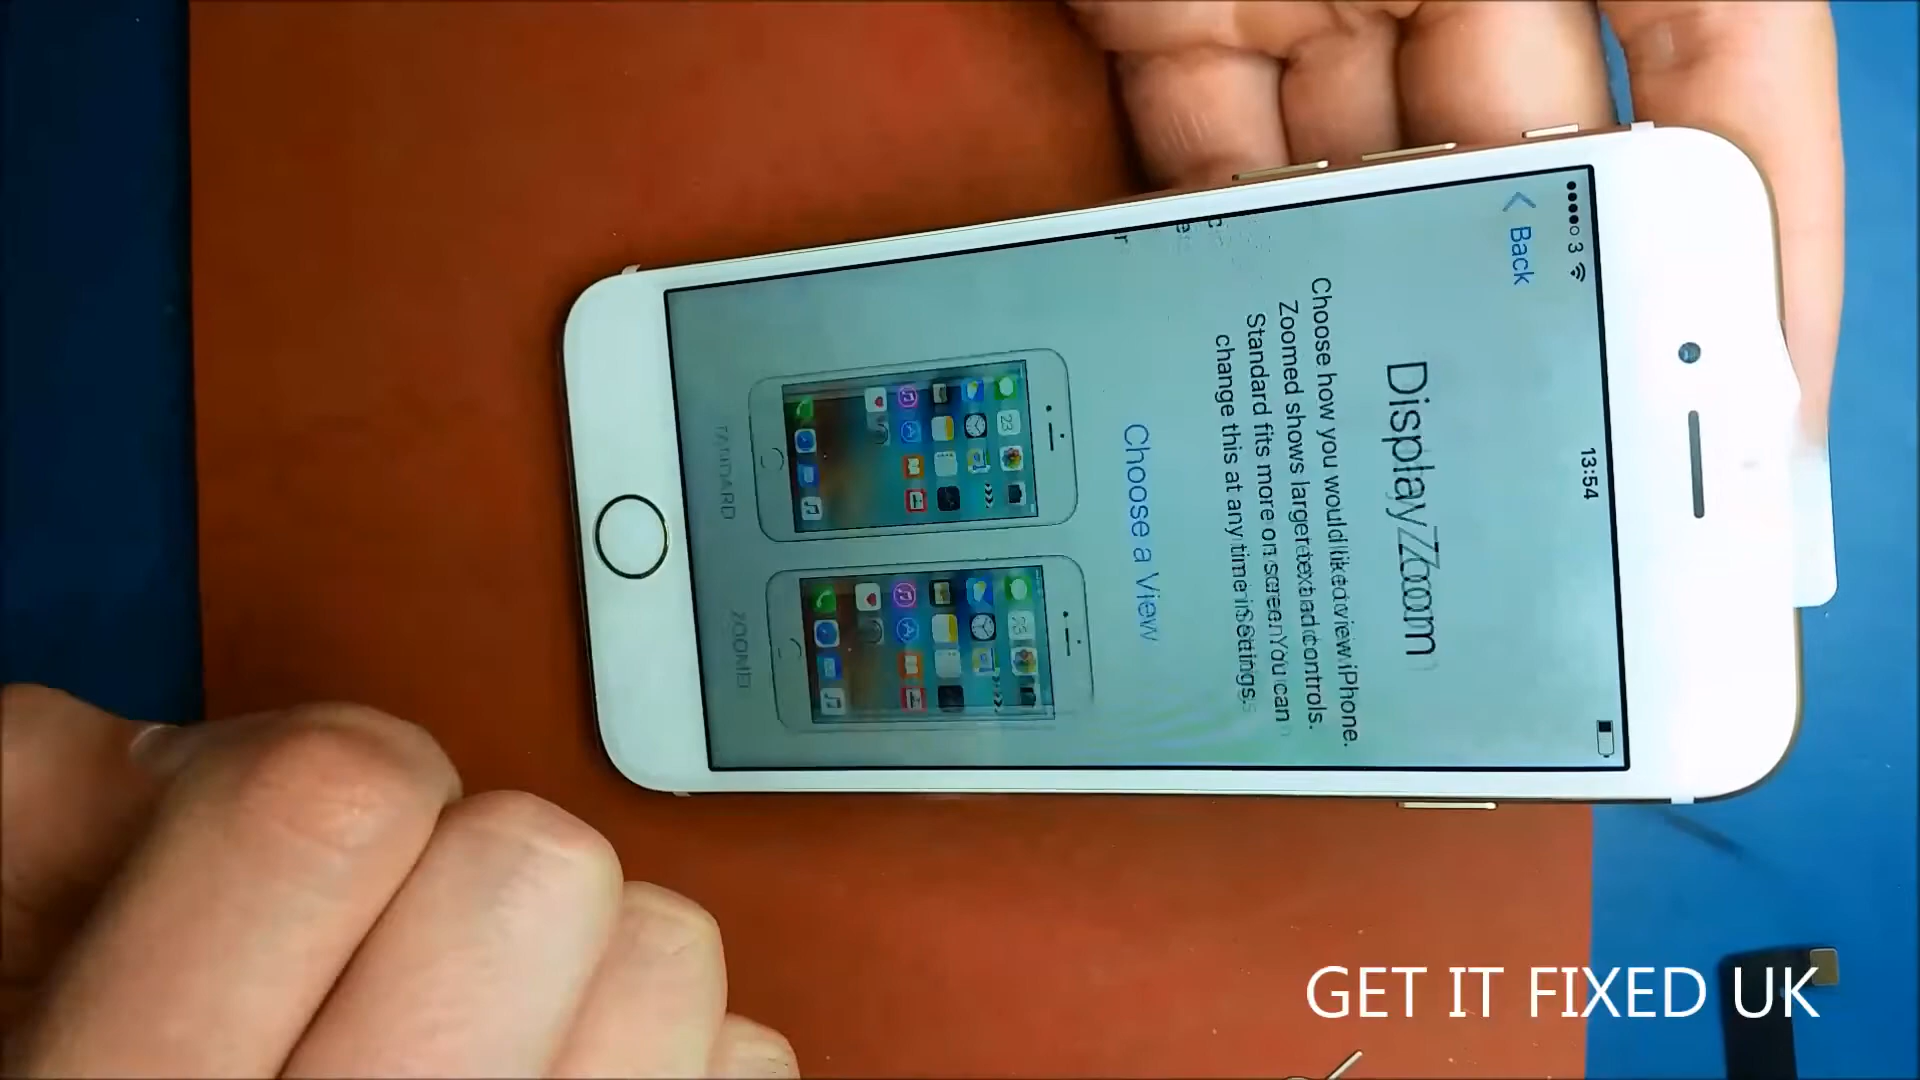 3
13:54
Back
Display Zoom
Choose how you would like to view iPhone.
Zoomed shows larger text and controls.
Standard fits more on screen. You can
change this at any time in Settings.
Choose a View
23
23
GET IT FIXED UK